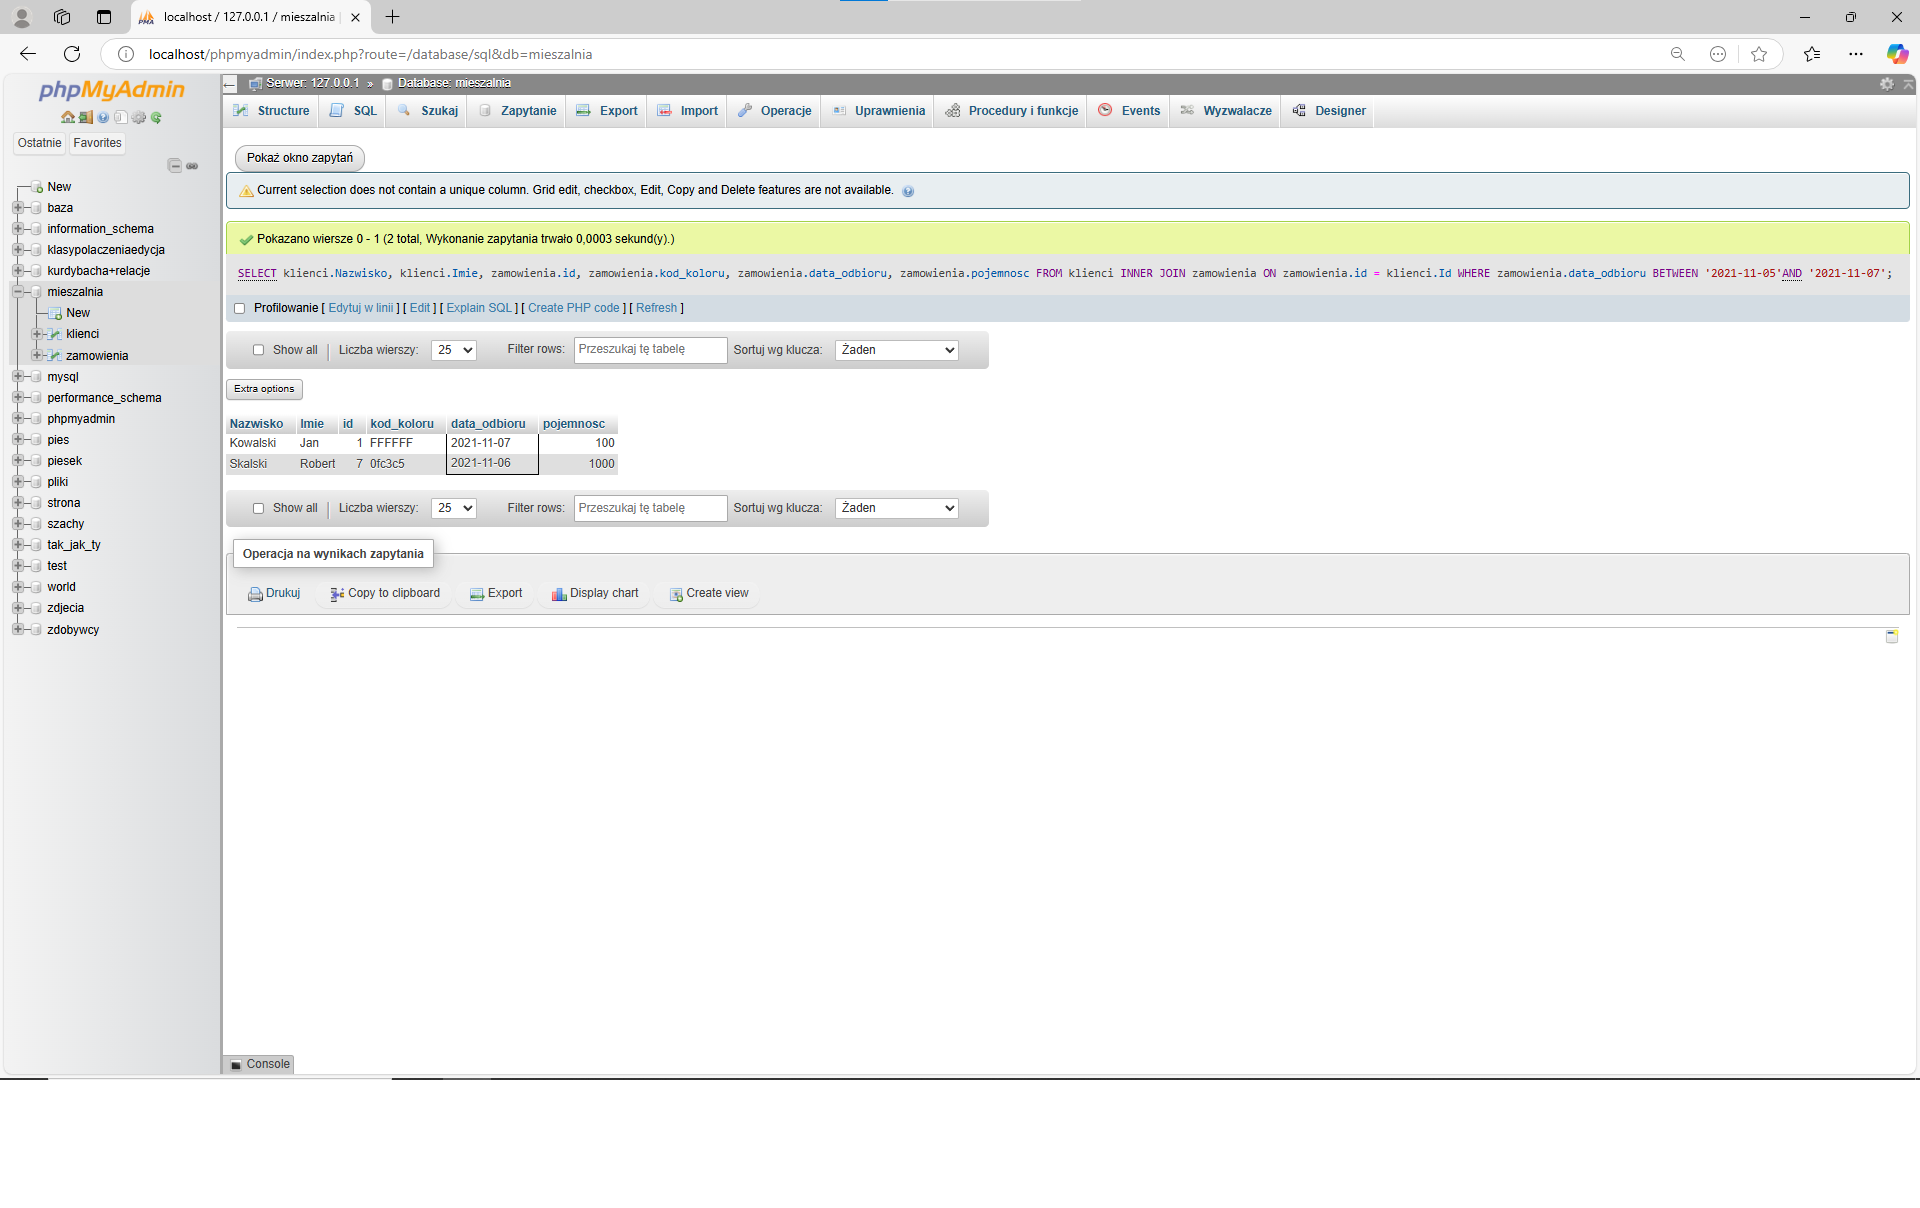 localhost / 127.0.0.1 / mieszalnia |
localhost/phpmyadmin/index.php?route=/database/sql&db=mieszalnia
phpMyAdmin
Ostatnie Favorites
New
baza
information_schema
klasypolaczeniaedycja
kurdybacha+relacje
mieszalnia
New
klienci
zamowienia
mysql
performance_schema
phpmyadmin
pies
piesek
pliki
strona
szachy
tak_jak_ty
test
world
zdjecia
zdobywcy
Serwer: 127.0.0.1 » Database: mieszalnia
Structure SQL Szukaj Zapytanie Export Import Operacje Uprawnienia Procedury i funkcje Events Wyzwalacze Designer
Pokaż okno zapytań
Current selection does not contain a unique column. Grid edit, checkbox, Edit, Copy and Delete features are not available.
Pokazano wiersze 0 - 1 (2 total, Wykonanie zapytania trwało 0,0003 sekund(y).)
SELECT klienci.Nazwisko, klienci.Imie, zamowienia.id, zamowienia.kod_koloru, zamowienia.data_odbioru, zamowienia.pojemnosc FROM klienci INNER JOIN zamowienia ON zamowienia.id = klienci.Id WHERE zamowienia.data_odbioru BETWEEN '2021-11-05'AND '2021-11-07';
Profilowanie [ Edytuj w linii ] [ Edit ] [ Explain SQL ] [ Create PHP code ] [ Refresh ]
Show all | Liczba wierszy: 25 Filter rows: Przeszukaj tę tabelę Sortuj wg klucza: Żaden
Extra options
Nazwisko Imie id kod_koloru data_odbioru pojemnosc
Kowalski Jan 1 FFFFFF 2021-11-07 100
Skalski Robert 7 0fc3c5 2021-11-06 1000
Show all | Liczba wierszy: 25 Filter rows: Przeszukaj tę tabelę Sortuj wg klucza: Żaden
Operacja na wynikach zapytania
Drukuj Copy to clipboard Export Display chart Create view
Console